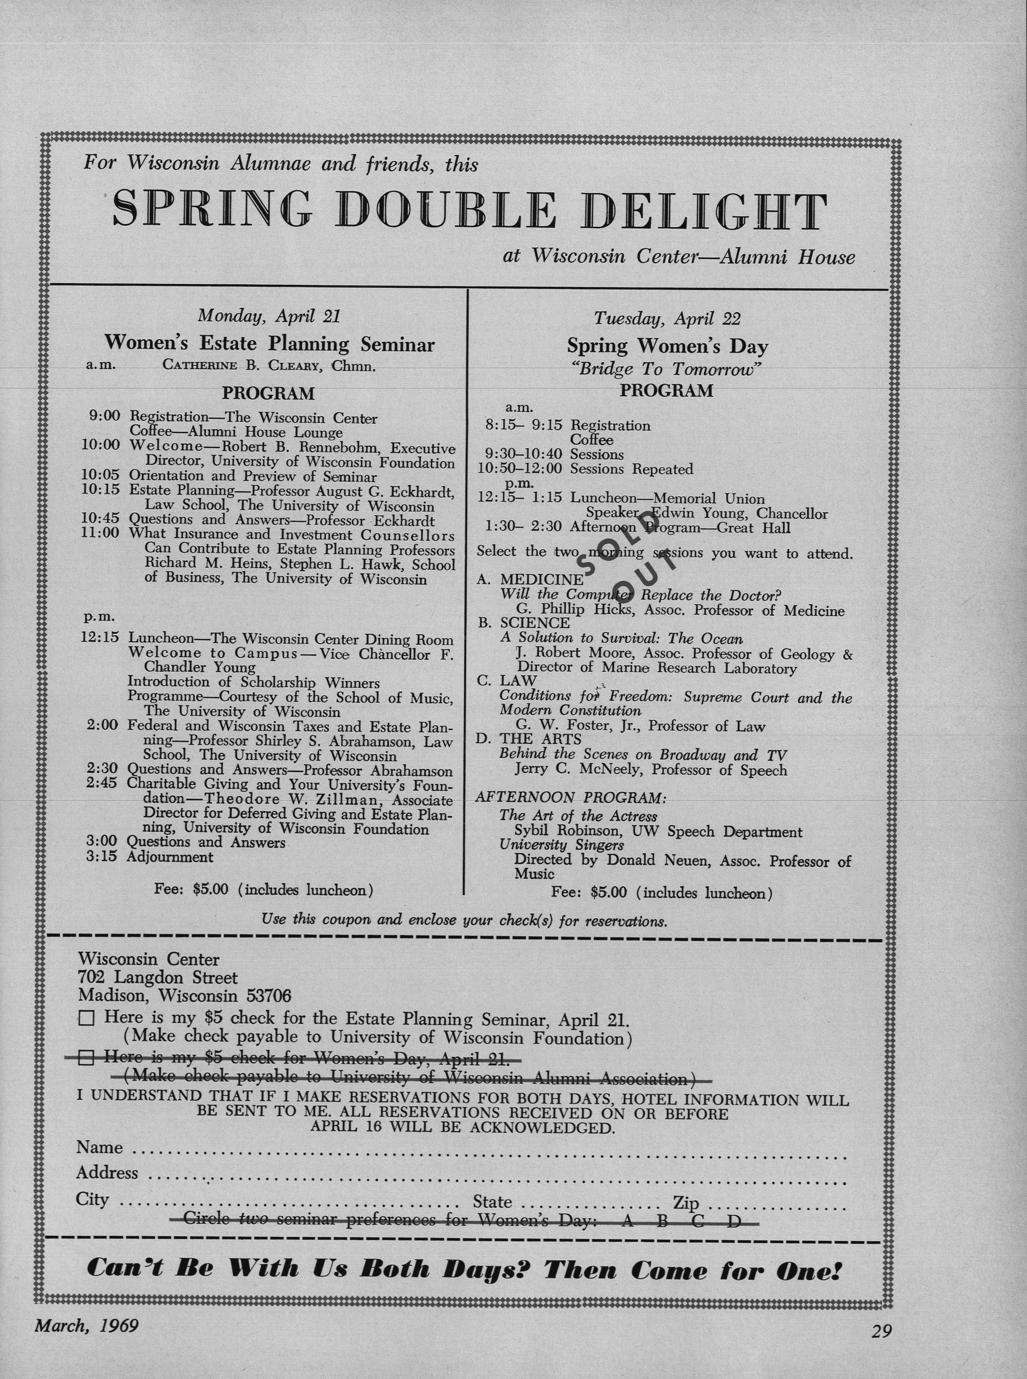 For Wisconsin Alumnae and friends, this
SPRING DOUBLE DELIGHT
at Wisconsin Center—Alumni House
Monday, April 21
Women's Estate Planning Seminar
a.m. CATHERINE B. CLEARY, Chmn.
PROGRAM
9:00 Registration—The Wisconsin Center
Coffee—Alumni House Lounge
10:00 Welcome—Robert B. Rennebohm, Executive
Director, University of Wisconsin Foundation
10:05 Orientation and Preview of Seminar
10:15 Estate Planning—Professor August G. Eckhardt,
Law School, The University of Wisconsin
10:45 Questions and Answers—Professor Eckhardt
11:00 What Insurance and Investment Counsellors
Can Contribute to Estate Planning Professors
Richard M. Heins, Stephen L. Hawk, School
of Business, The University of Wisconsin
p.m.
12:15 Luncheon—The Wisconsin Center Dining Room
Welcome to Campus—Vice Chancellor F.
Chandler Young
Introduction of Scholarship Winners
Programme—Courtesy of the School of Music,
The University of Wisconsin
2:00 Federal and Wisconsin Taxes and Estate Plan-
ning—Professor Shirley S. Abrahamson, Law
School, The University of Wisconsin
2:30 Questions and Answers—Professor Abrahamson
2:45 Charitable Giving and Your University's Foun-
dation—Theodore W. Zillman, Associate
Director for Deferred Giving and Estate Plan-
ning, University of Wisconsin Foundation
3:00 Questions and Answers
3:15 Adjournment
Fee: $5.00 (includes luncheon)
Tuesday, April 22
Spring Women's Day
"Bridge To Tomorrow"
PROGRAM
a.m.
8:15– 9:15 Registration
Coffee
9:30–10:40 Sessions
10:50–12:00 Sessions Repeated
p.m.
12:15– 1:15 Luncheon—Memorial Union
Speaker, Edwin Young, Chancellor
1:30– 2:30 Afternoon Program—Great Hall
SOLD
OUT
Select the two morning sessions you want to attend.
A. MEDICINE
Will the Computer Replace the Doctor?
G. Phillip Hicks, Assoc. Professor of Medicine
B. SCIENCE
A Solution to Survival: The Ocean
J. Robert Moore, Assoc. Professor of Geology &
Director of Marine Research Laboratory
C. LAW
Conditions for Freedom: Supreme Court and the
Modern Constitution
G. W. Foster, Jr., Professor of Law
D. THE ARTS
Behind the Scenes on Broadway and TV
Jerry C. McNeely, Professor of Speech
AFTERNOON PROGRAM:
The Art of the Actress
Sybil Robinson, UW Speech Department
University Singers
Directed by Donald Neuen, Assoc. Professor of
Music
Fee: $5.00 (includes luncheon)
Use this coupon and enclose your check(s) for reservations.
Wisconsin Center
702 Langdon Street
Madison, Wisconsin 53706
Here is my $5 check for the Estate Planning Seminar, April 21.
(Make check payable to University of Wisconsin Foundation)
Here is my $5 check for Women's Day, April 21.
(Make check payable to University of Wisconsin Alumni Association)
I UNDERSTAND THAT IF I MAKE RESERVATIONS FOR BOTH DAYS, HOTEL INFORMATION WILL
BE SENT TO ME. ALL RESERVATIONS RECEIVED ON OR BEFORE
APRIL 16 WILL BE ACKNOWLEDGED.
Name
Address
City State Zip
Circle two seminar preferences for Women's Day: A B C D
Can't Be With Us Both Days? Then Come for One!
March, 1969
29